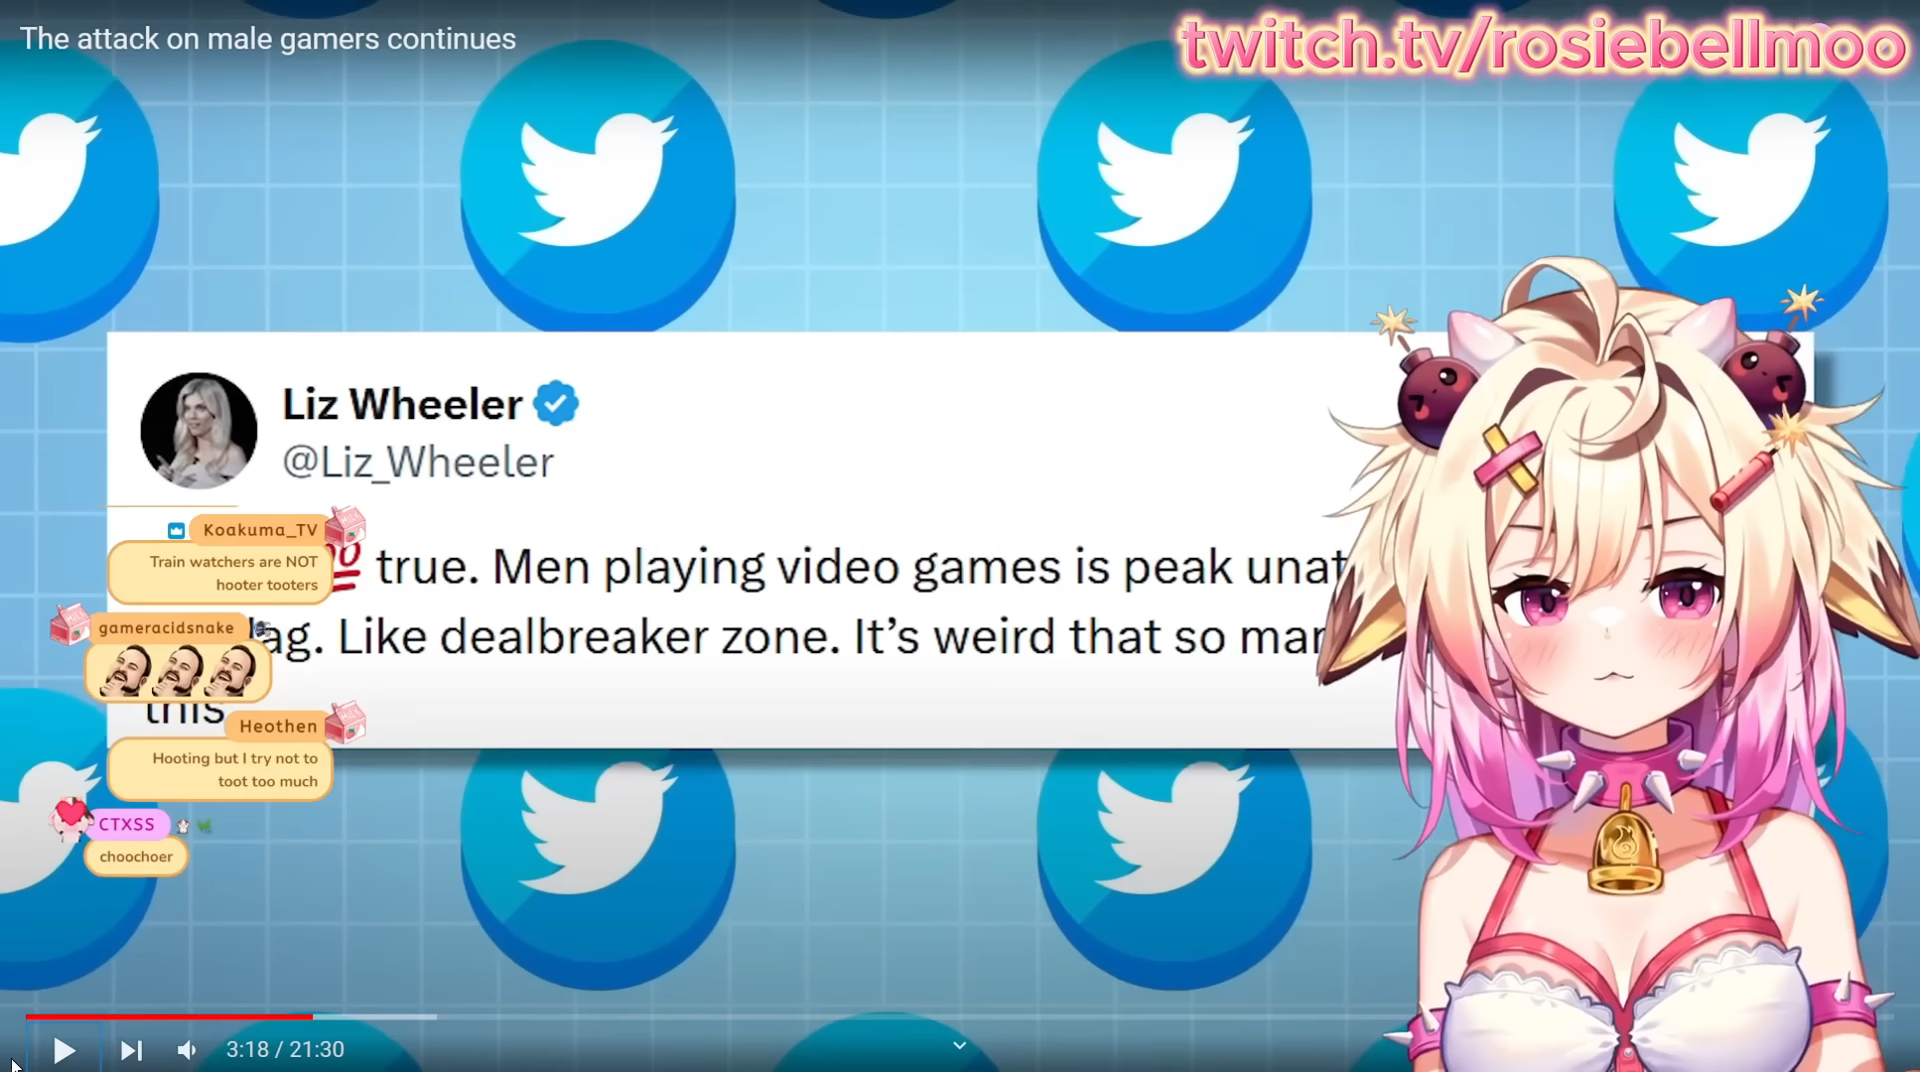 The attack on male gamers continues
twitch.tv/rosiebellmoo
Liz Wheeler
@Liz_Wheeler
true. Men playing video games is peak unat
ag. Like dealbreaker zone. It’s weird that so mar
this
Koakuma_TV
Train watchers are NOT
hooter tooters
gameracidsnake
Heothen
Hooting but I try not to
toot too much
CTXSS
choochoer
3:18 / 21:30